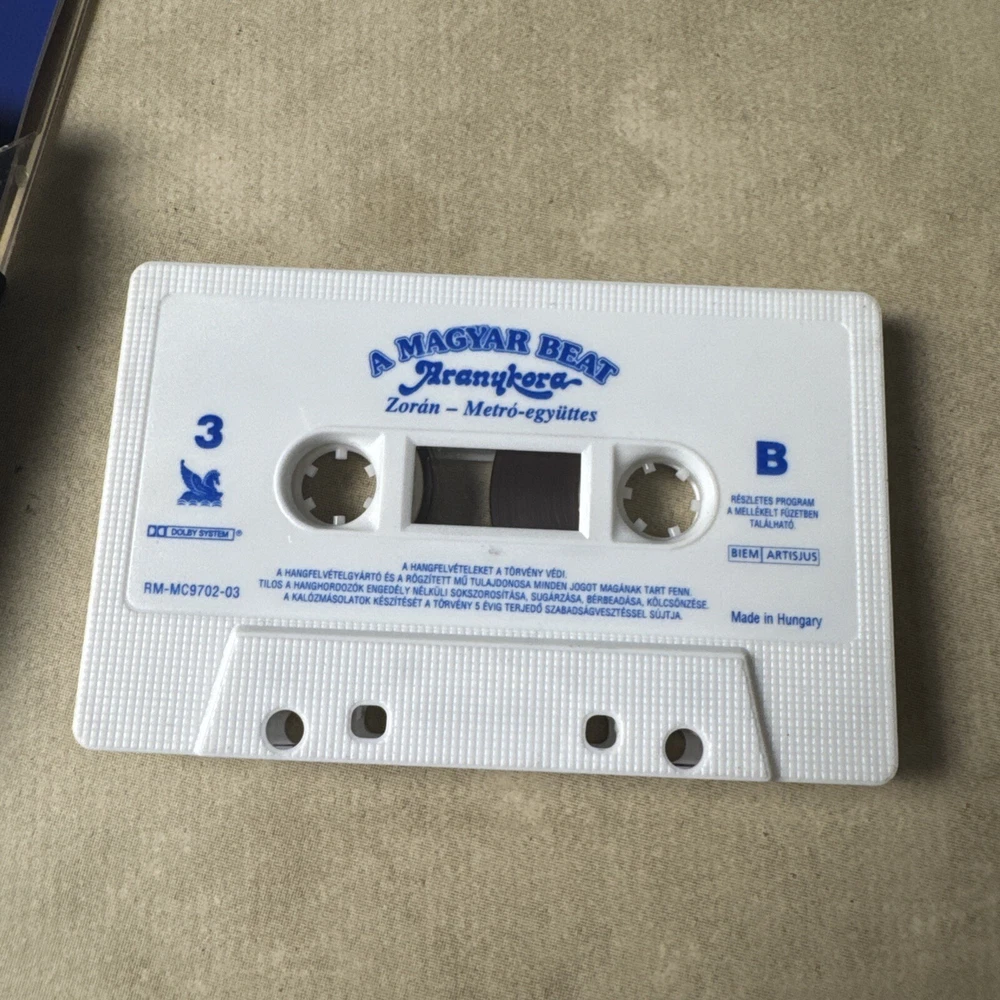 A MAGYAR BEAT
Aranykora
Zorán – Metró-együttes
3
B
RÉSZLETES PROGRAM
A MELLÉKELT FÜZETBEN
TALÁLHATÓ.
DOLBY SYSTEM ®
BIEM ARTISJUS
A HANGFELVÉTELEKET A TÖRVÉNY VÉDI.
A HANGFELVÉTELGYÁRTÓ ÉS A RÖGZÍTETT MŰ TULAJDONOSA MINDEN JOGOT MAGÁNAK TART FENN.
TILOS A HANGHORDOZÓK ENGEDÉLY NÉLKÜLI SOKSZOROSÍTÁSA, SUGÁRZÁSA, BÉRBEADÁSA, KÖLCSÖNZÉSE.
A KALÓZMÁSOLATOK KÉSZÍTÉSÉT A TÖRVÉNY 5 ÉVIG TERJEDŐ SZABADSÁGVESZTÉSSEL SÚJTJA.
RM-MC9702-03
Made in Hungary